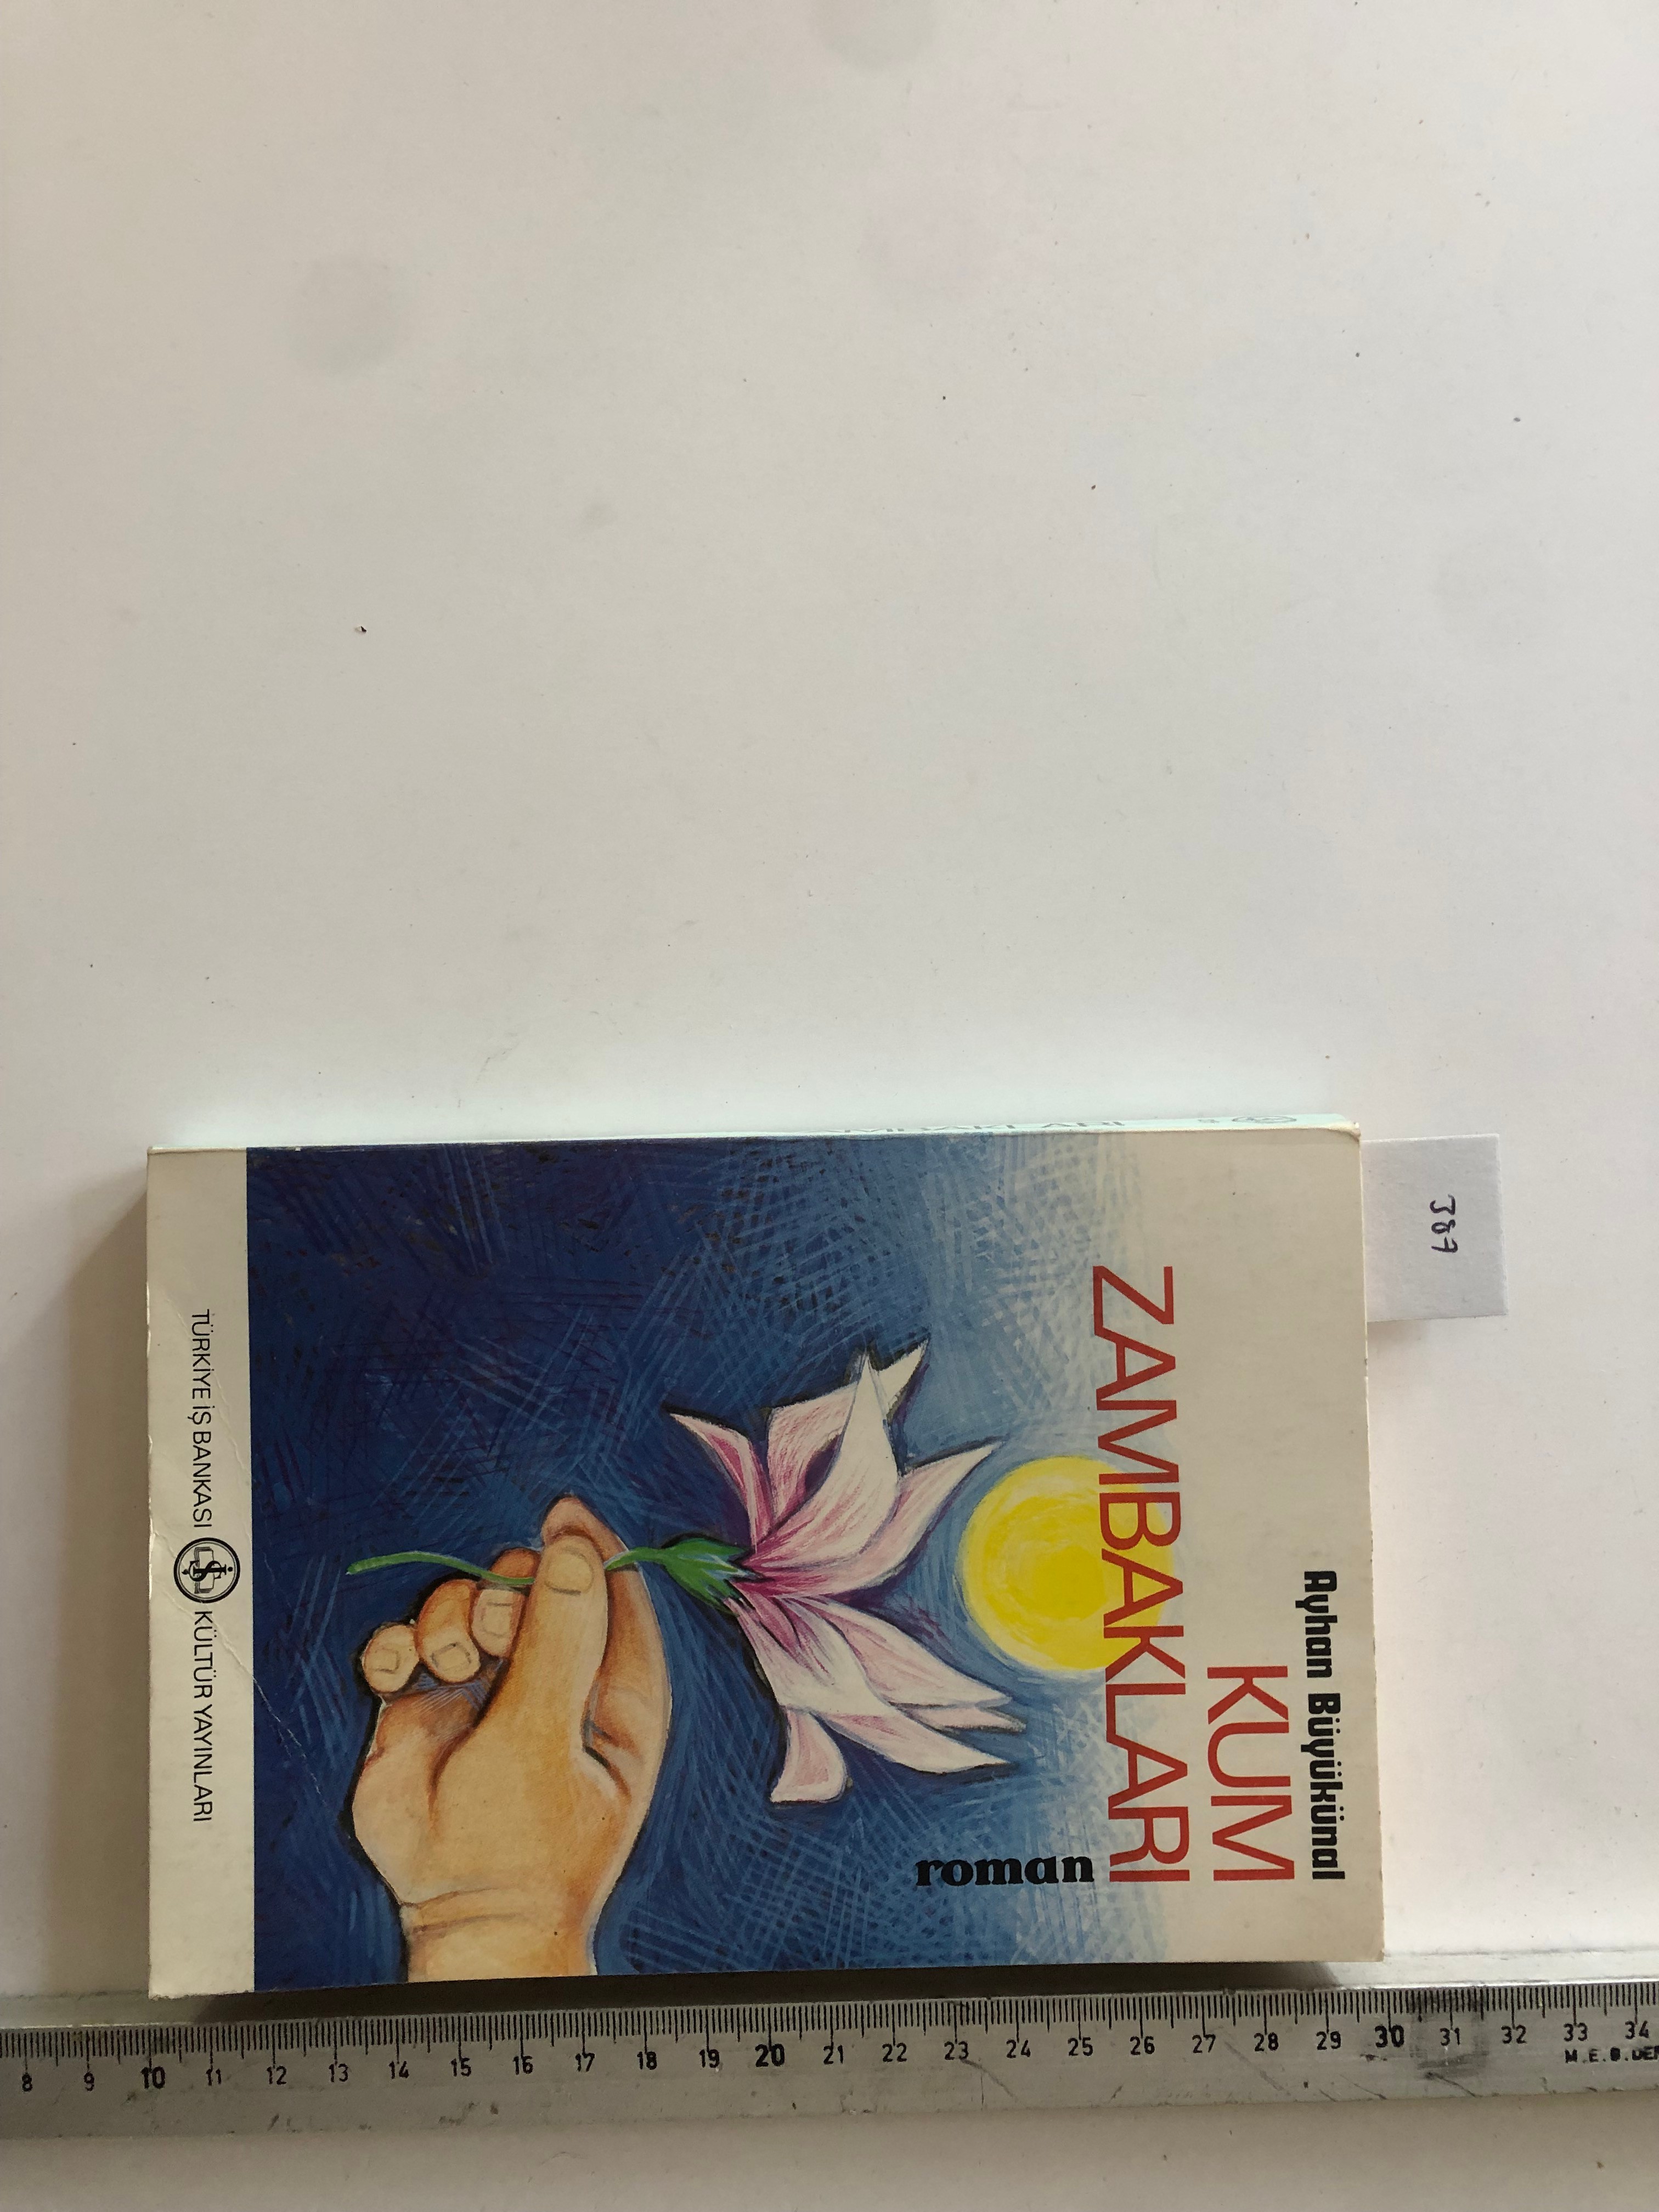 Ayhan Büyükünal
KUM
ZAMBAKLARI
roman
TÜRKİYE İŞ BANKASI KÜLTÜR YAYINLARI
J87
8 9 10 11 12 13 14 15 16 17 18 19 20 21 22 23 24 25 26 27 28 29 30 31 32 33 34